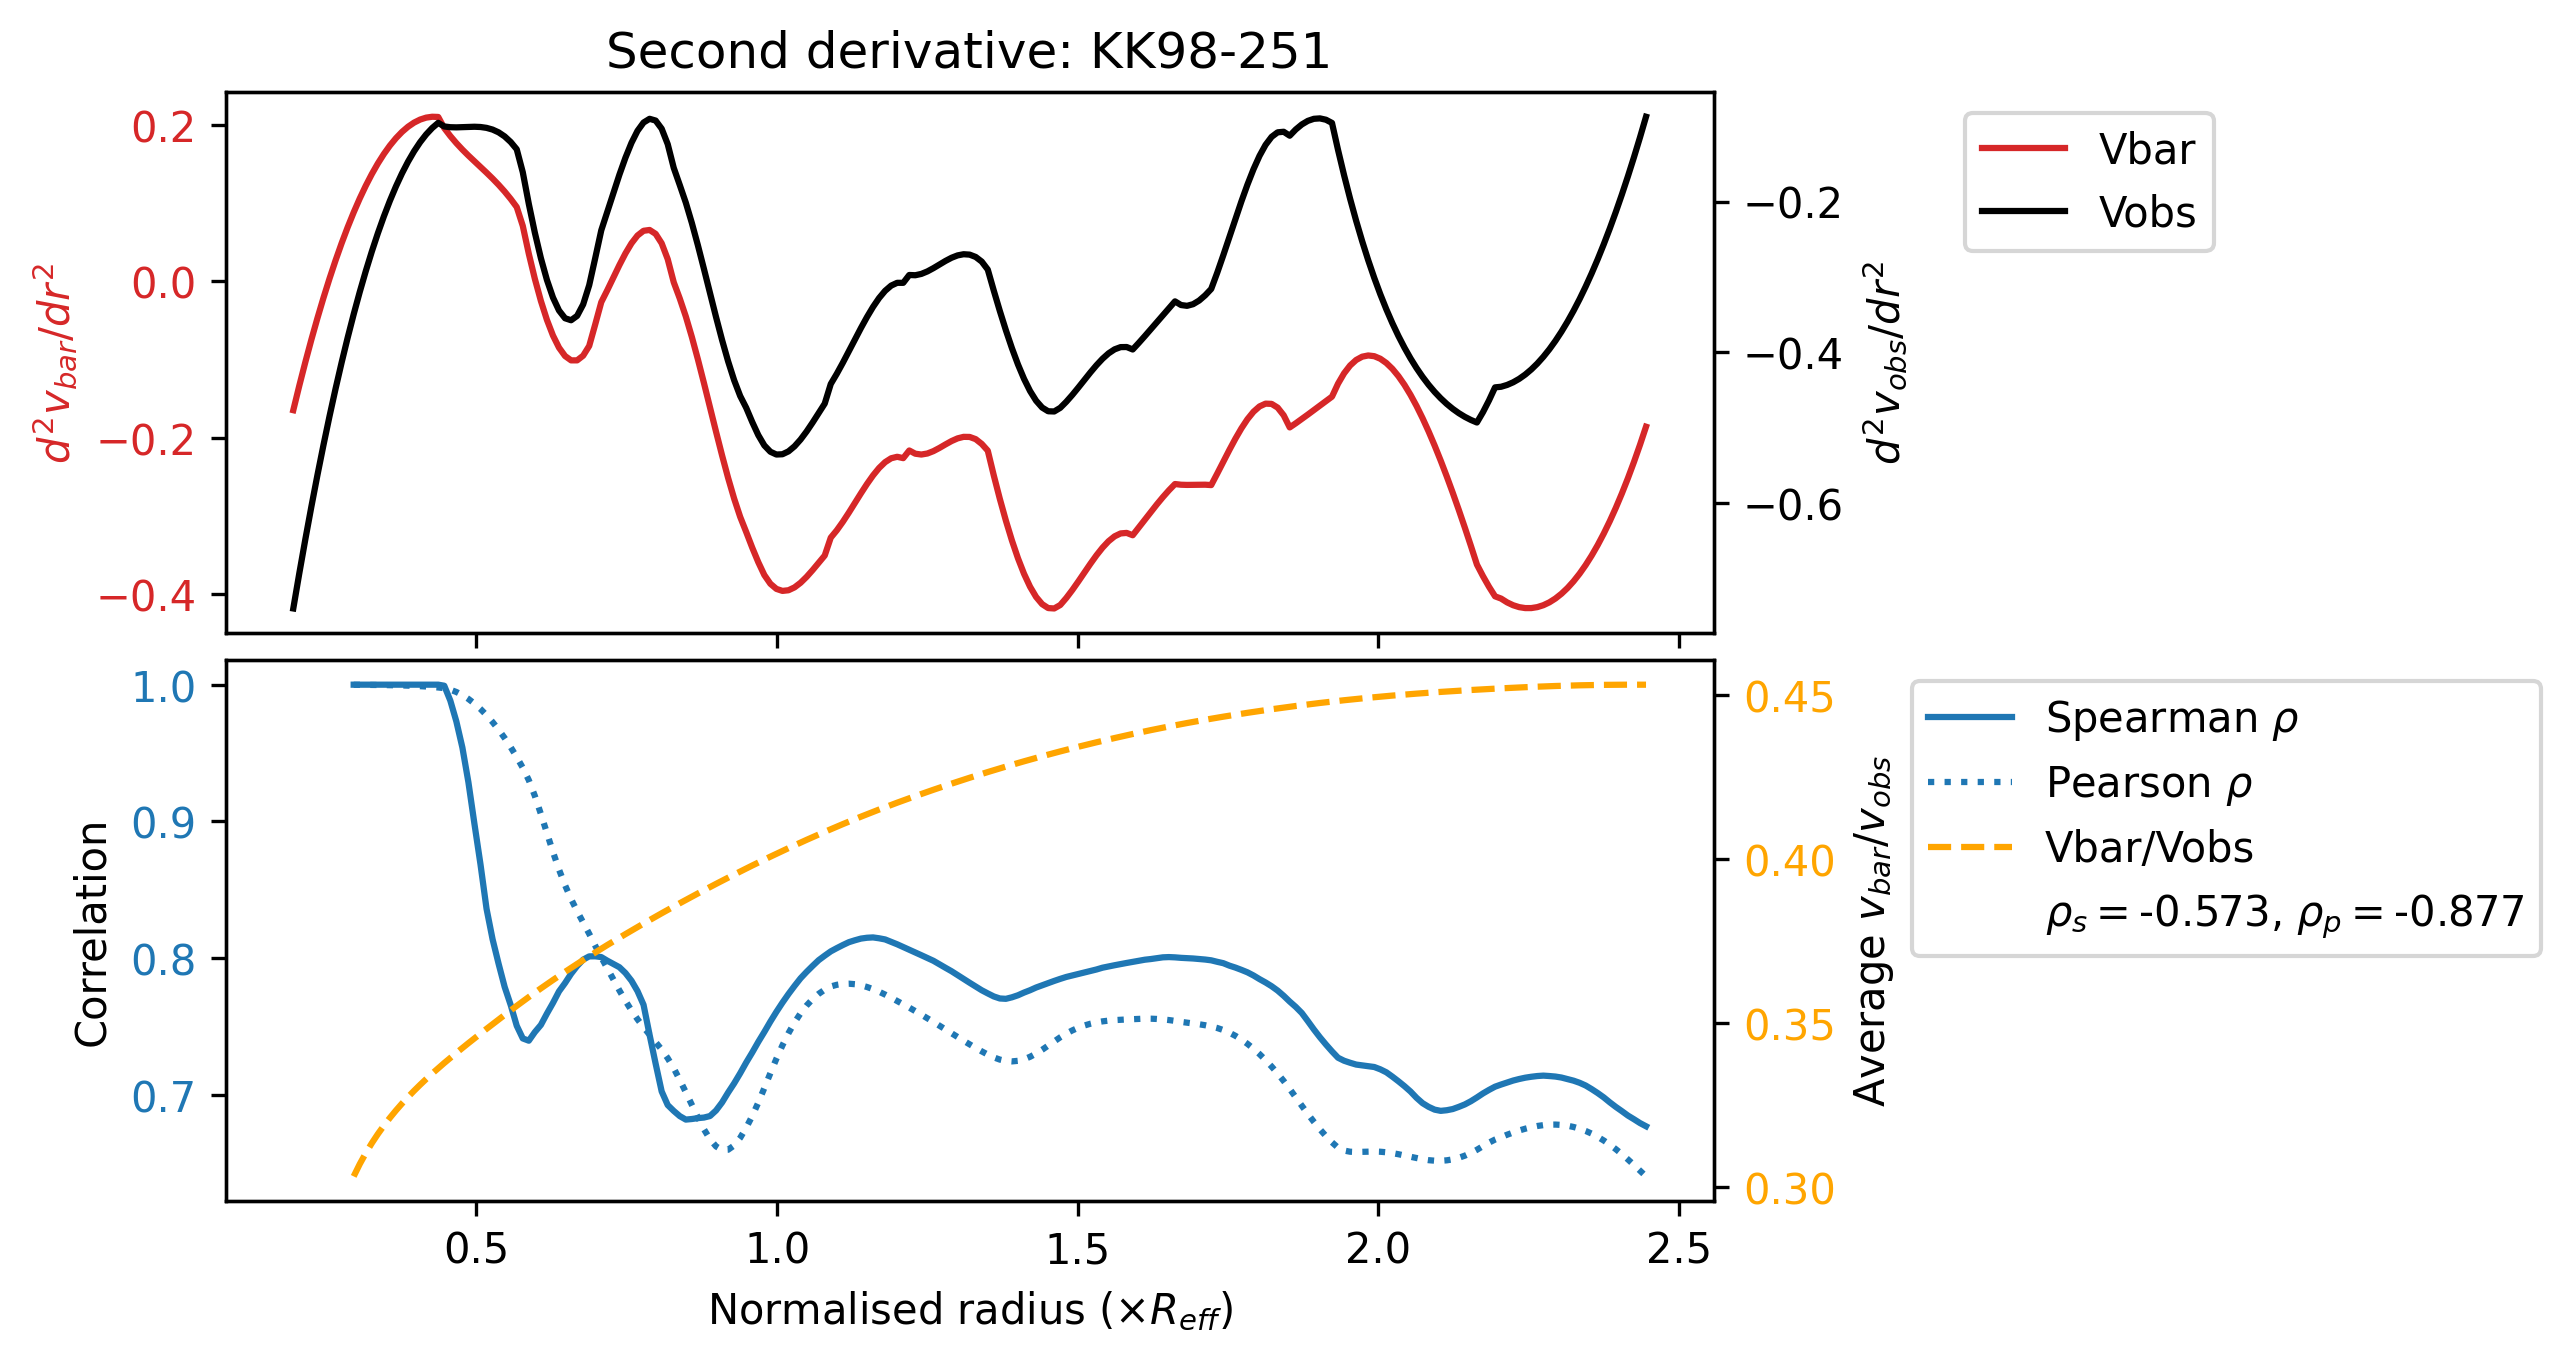 Second derivative: KK98-251
0.2
0.0
−0.2
−0.4
d²v_bar/dr²
−0.2
−0.4
−0.6
d²v_obs/dr²
Vbar
Vobs
1.0
0.9
0.8
0.7
Correlation
0.45
0.40
0.35
0.30
Average v_bar/v_obs
Spearman ρ
Pearson ρ
Vbar/Vobs
ρ_s = -0.573, ρ_p = -0.877
0.5 1.0 1.5 2.0 2.5
Normalised radius (×R_eff)